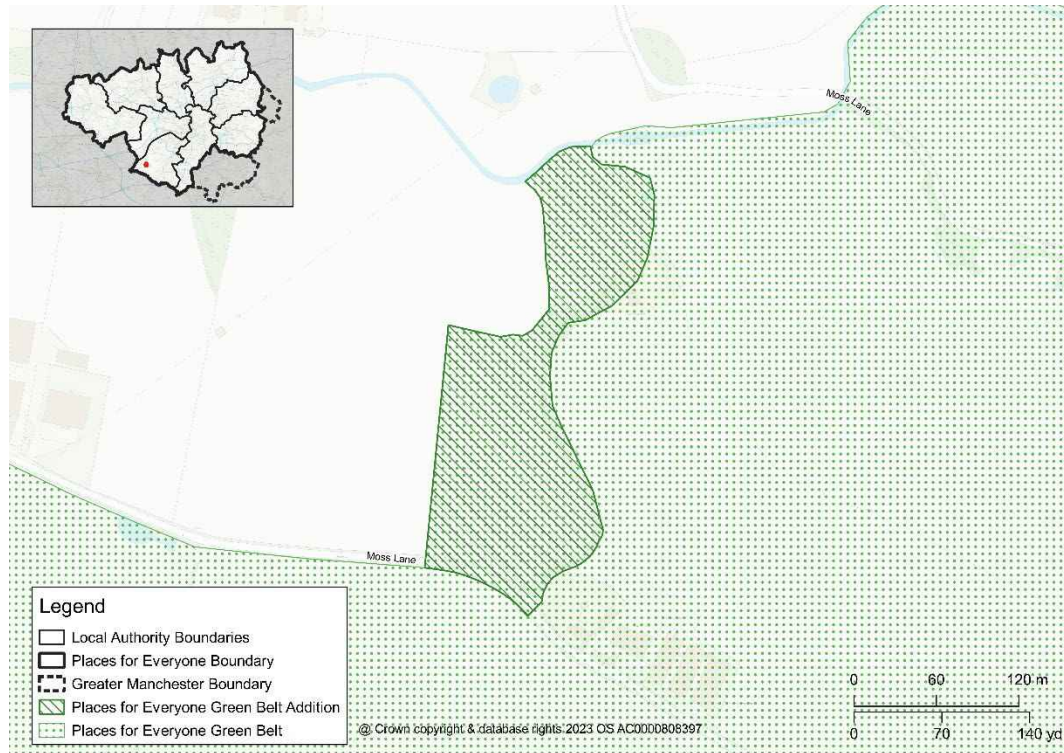 Moss Lane
Moss Lane
Legend
Local Authority Boundaries
Places for Everyone Boundary
Greater Manchester Boundary
Places for Everyone Green Belt Addition
Places for Everyone Green Belt
@ Crown copyright & database rights 2023 OS AC0000808397
0 60 120 m
0 70 140 yd